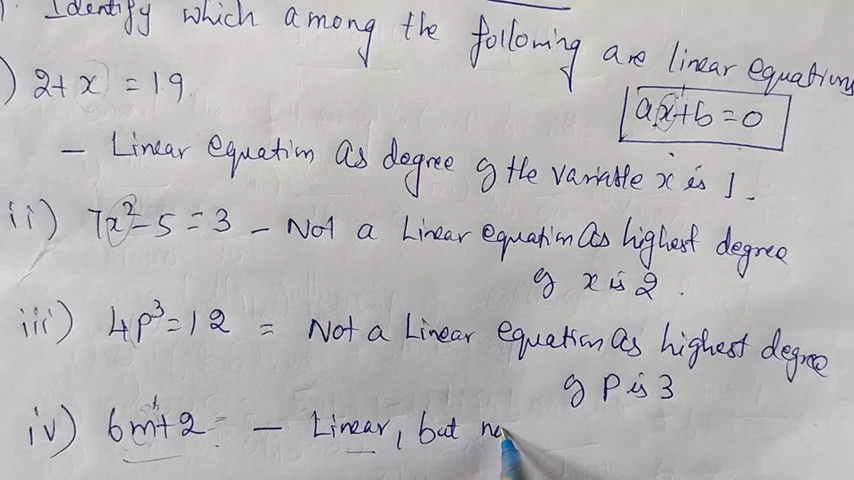 Identify which among the following are linear equations
) 2+x = 19
ax¹+b=0
- Linear equation as degree of the variable x is 1.
ii) 7x²-5=3 - Not a Linear equation as highest degree
of x is 2.
iii) 4p³=12 = Not a Linear equation as highest degree
of P is 3
iv) 6m¹+2= - Linear, but